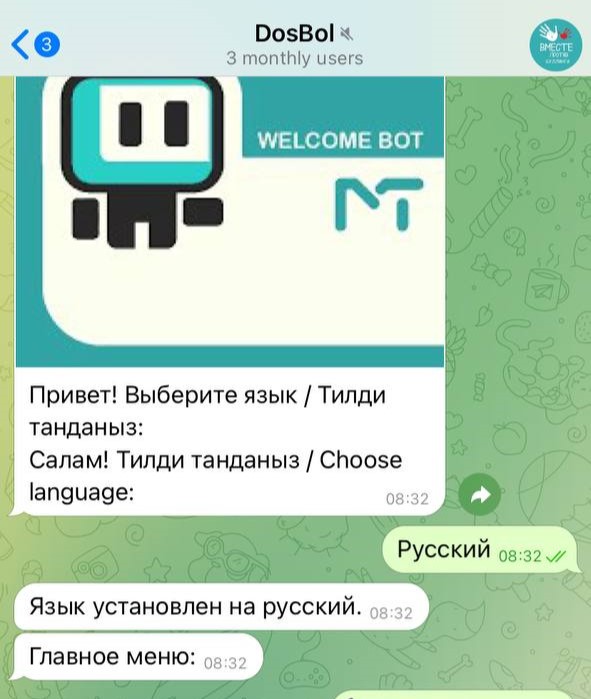 3
DosBol
3 monthly users
ВМЕСТЕ
ПРОТИВ
БУЛЛИНГА
WELCOME BOT
MT
Привет! Выберите язык / Тилди
танданыз:
Салам! Тилди танданыз / Choose
language:
08:32
Русский 08:32
Язык установлен на русский. 08:32
Главное меню: 08:32